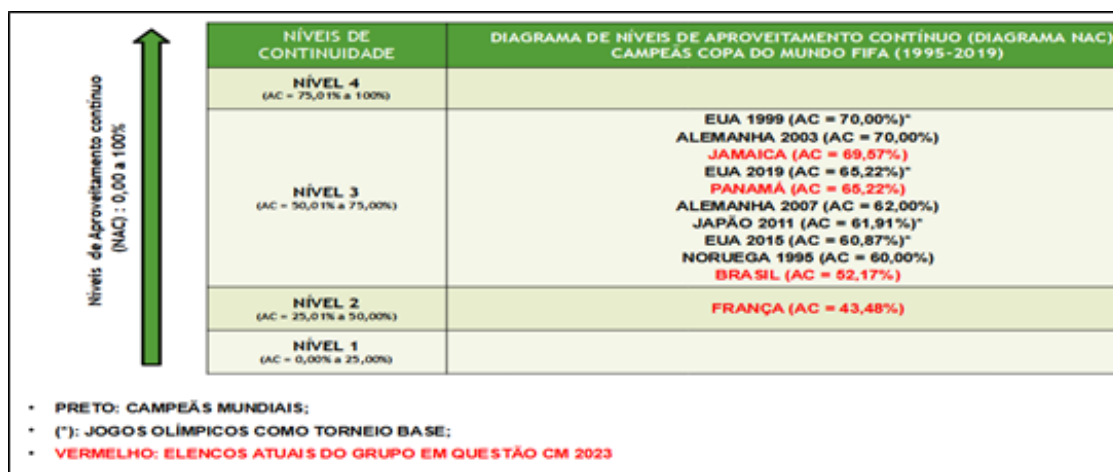 NÍVEIS DE
CONTINUIDADE
DIAGRAMA DE NÍVEIS DE APROVEITAMENTO CONTÍNUO (DIAGRAMA NAC)
CAMPEÃS COPA DO MUNDO FIFA (1995-2019)
Níveis de Aproveitamento contínuo
(NAC) : 0,00 a 100%
NÍVEL 4
(AC = 75,01% a 100%)
NÍVEL 3
(AC = 50,01% a 75,00%)
EUA 1999 (AC = 70,00%)*
ALEMANHA 2003 (AC = 70,00%)
JAMAICA (AC = 69,57%)
EUA 2019 (AC = 65,22%)*
PANAMÁ (AC = 65,22%)
ALEMANHA 2007 (AC = 62,00%)
JAPÃO 2011 (AC = 61,91%)*
EUA 2015 (AC = 60,87%)*
NORUEGA 1995 (AC = 60,00%)
BRASIL (AC = 52,17%)
NÍVEL 2
(AC = 25,01% a 50,00%)
FRANÇA (AC = 43,48%)
NÍVEL 1
(AC = 0,00% a 25,00%)
• PRETO: CAMPEÃS MUNDIAIS;
• (*): JOGOS OLÍMPICOS COMO TORNEIO BASE;
• VERMELHO: ELENCOS ATUAIS DO GRUPO EM QUESTÃO CM 2023